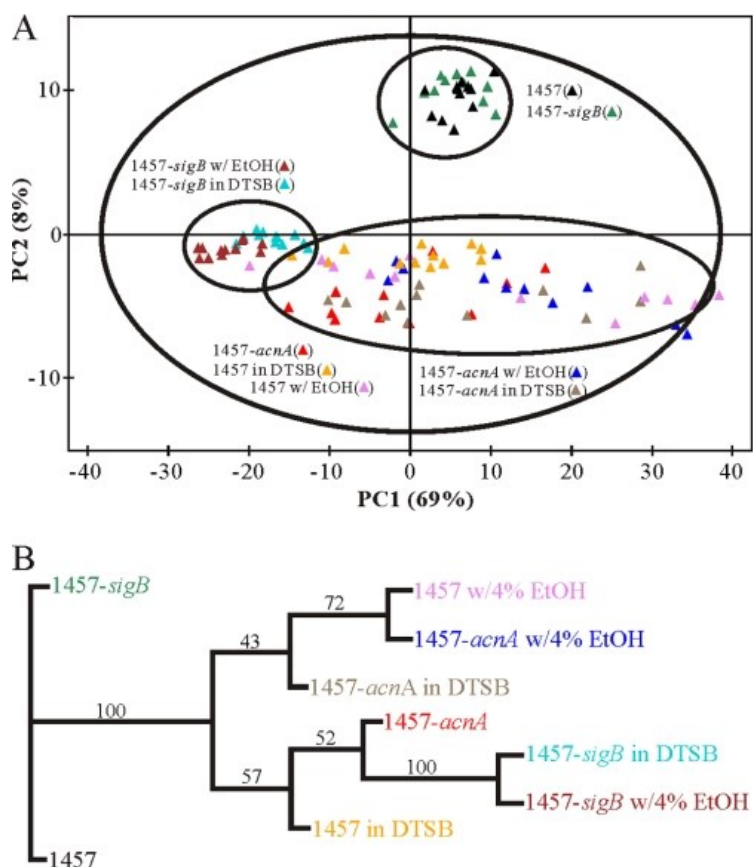 A
PC2 (8%)
10
0
-10
1457(▲)
1457-sigB(▲)
1457-sigB w/ EtOH(▲)
1457-sigB in DTSB(▲)
1457-acnA(▲)
1457 in DTSB(▲)
1457 w/ EtOH(▲)
1457-acnA w/ EtOH(▲)
1457-acnA in DTSB(▲)
-40 -30 -20 -10 0 10 20 30 40
PC1 (69%)
B
1457-sigB
1457 w/4% EtOH
72
1457-acnA w/4% EtOH
43
1457-acnA in DTSB
100
1457-acnA
52
1457-sigB in DTSB
100
57
1457-sigB w/4% EtOH
1457 in DTSB
1457